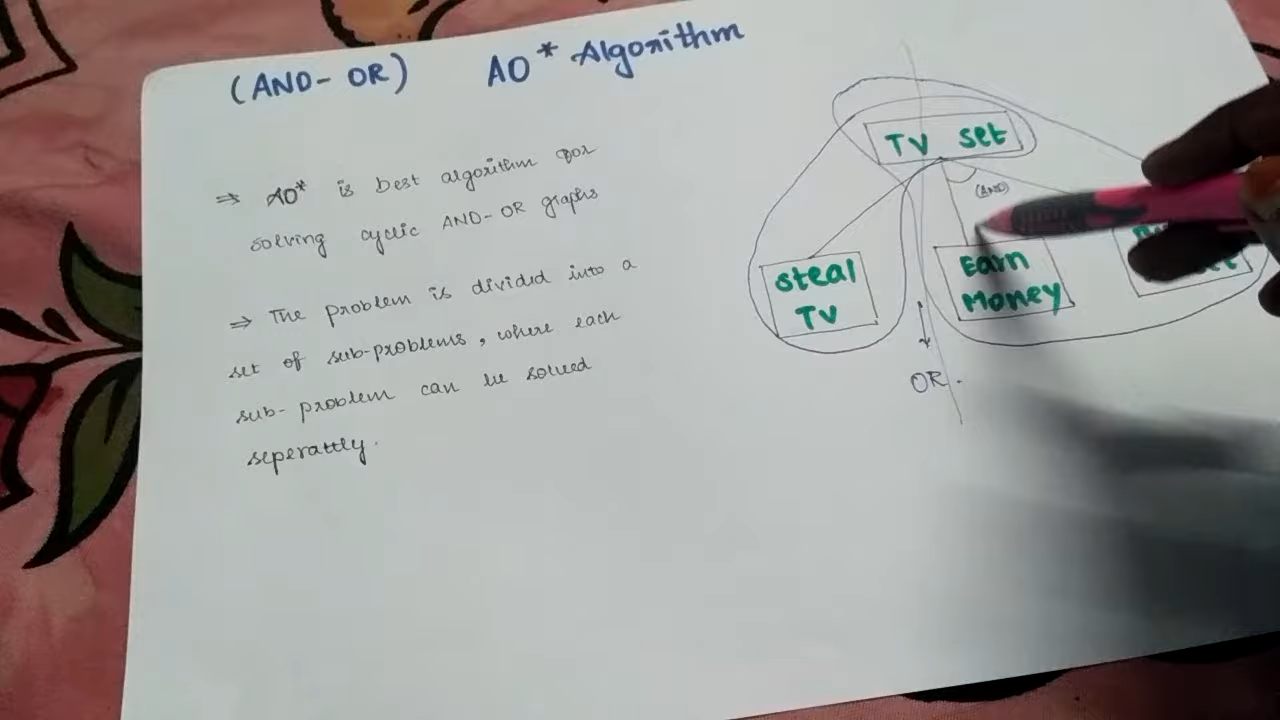 (AND-OR) AO* Algorithm
⇒ AO* is best algorithm for
solving cyclic AND-OR graphs
⇒ The problem is divided into a
set of sub-problems, where each
sub-problem can be solved
seperattly.
TV set
(AND)
Steal
TV
Earn
Money
OR.